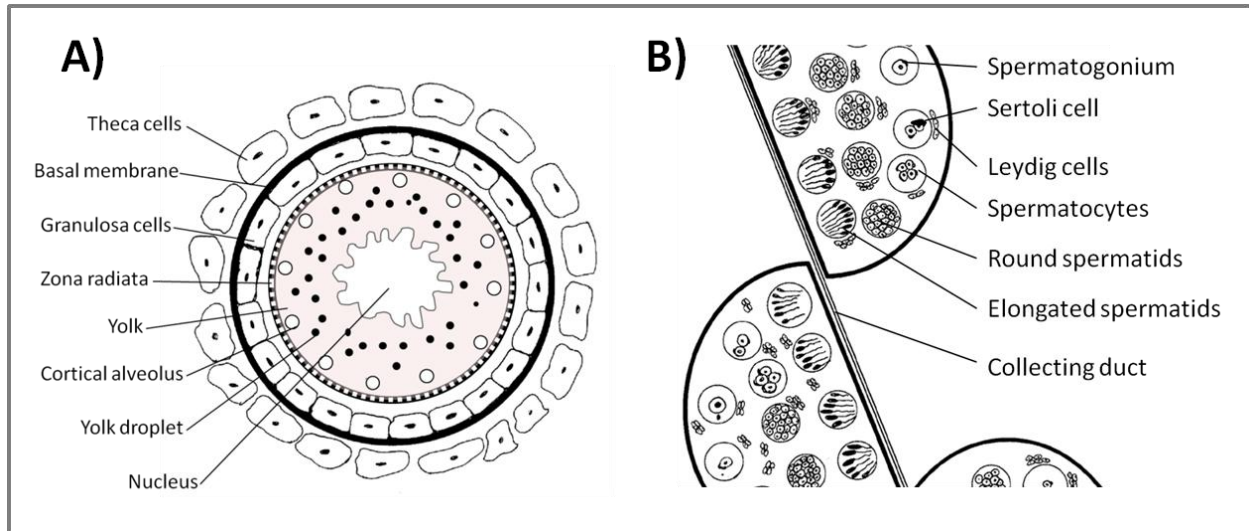 A)
Theca cells
Basal membrane
Granulosa cells
Zona radiata
Yolk
Cortical alveolus
Yolk droplet
Nucleus
B)
Spermatogonium
Sertoli cell
Leydig cells
Spermatocytes
Round spermatids
Elongated spermatids
Collecting duct